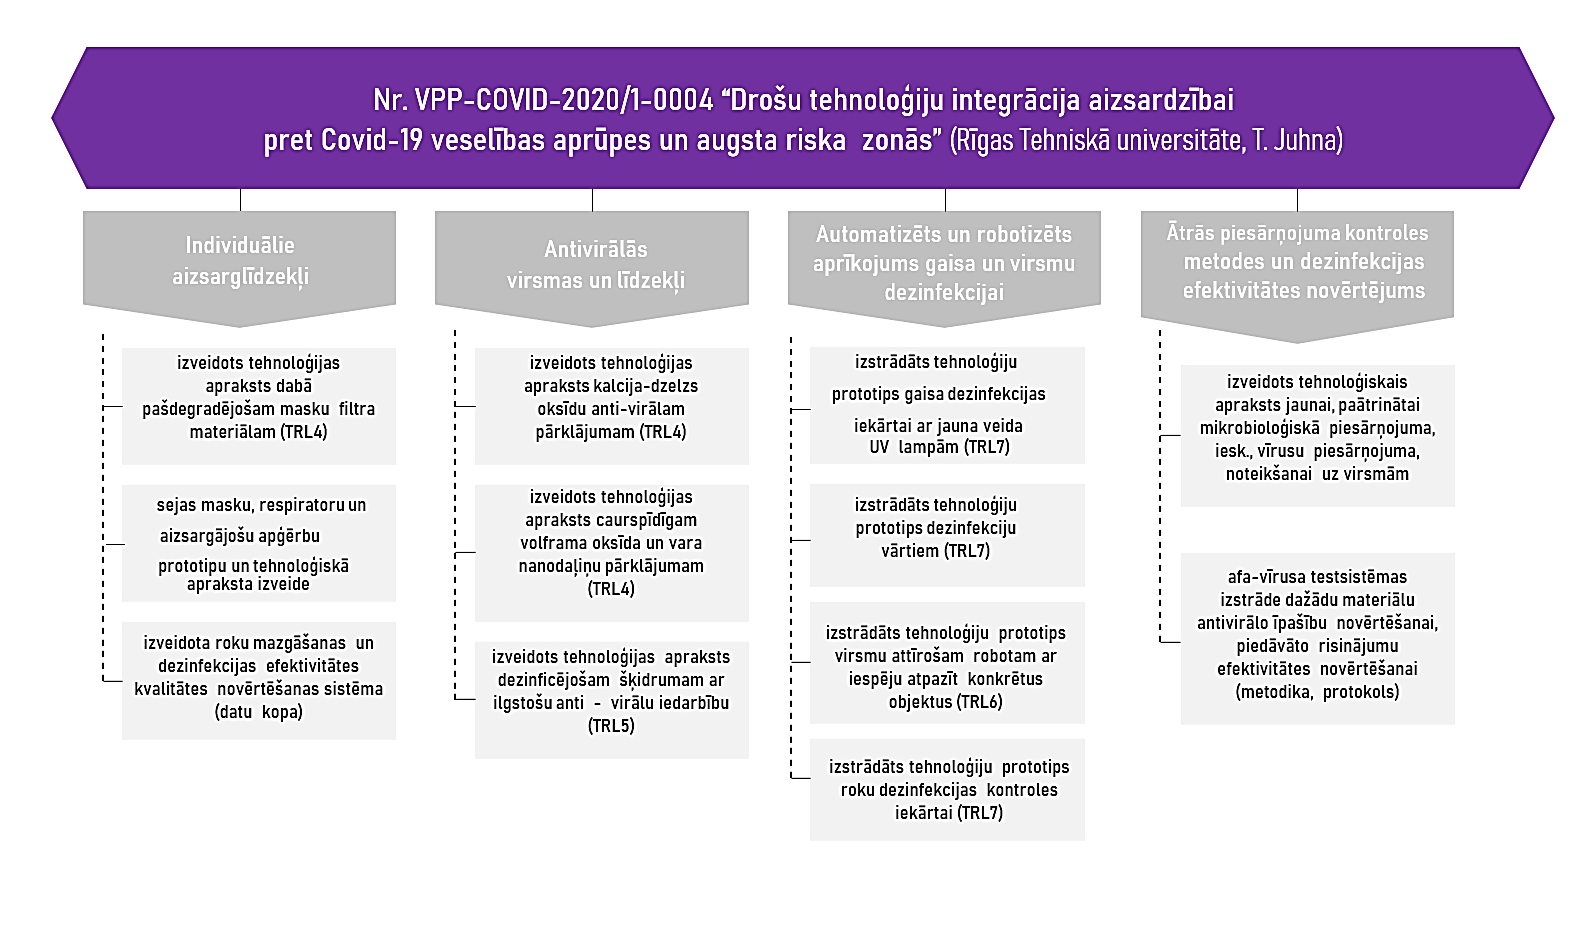 Nr. VPP-COVID-2020/1-0004 “Drošu tehnoloģiju integrācija aizsardzībai
pret Covid-19 veselības aprūpes un augsta riska zonās” (Rīgas Tehniskā universitāte, T. Juhna)
Individuālie
aizsarglīdzekļi
izveidots tehnoloģijas
apraksts dabā
pašdegradējošam masku filtra
materiālam (TRL4)
sejas masku, respiratoru un
aizsargājošu apģērbu
prototipu un tehnoloģiskā
apraksta izveide
izveidota roku mazgāšanas un
dezinfekcijas efektivitātes
kvalitātes novērtēšanas sistēma
(datu kopa)
Antivirālās
virsmas un līdzekļi
izveidots tehnoloģijas
apraksts kalcija-dzelzs
oksīdu anti-virālam
pārklājumam (TRL4)
izveidots tehnoloģijas
apraksts caurspīdīgam
volframa oksīda un vara
nanodaļiņu pārklājumam
(TRL4)
izveidots tehnoloģijas apraksts
dezinficējošam šķidrumam ar
ilgstošu anti - virālu iedarbību
(TRL5)
Automatizēts un robotizēts
aprīkojums gaisa un virsmu
dezinfekcijai
izstrādāts tehnoloģiju
prototips gaisa dezinfekcijas
iekārtai ar jauna veida
UV lampām (TRL7)
izstrādāts tehnoloģiju
prototips dezinfekciju
vārtiem (TRL7)
izstrādāts tehnoloģiju prototips
virsmu attīrošam robotam ar
iespēju atpazīt konkrētus
objektus (TRL6)
izstrādāts tehnoloģiju prototips
roku dezinfekcijas kontroles
iekārtai (TRL7)
Ātrās piesārņojuma kontroles
metodes un dezinfekcijas
efektivitātes novērtējums
izveidots tehnoloģiskais
apraksts jaunai, paātrinātai
mikrobioloģiskā piesārņojuma,
iesk., vīrusu piesārņojuma,
noteikšanai uz virsmām
afa-vīrusa testsistēmas
izstrāde dažādu materiālu
antivirālo īpašību novērtēšanai,
piedāvāto risinājumu
efektivitātes novērtēšanai
(metodika, protokols)